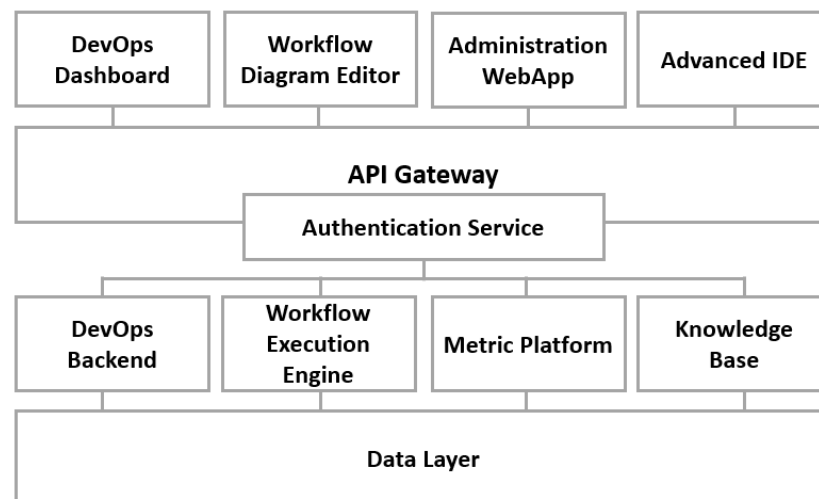 DevOps
Dashboard
Workflow
Diagram Editor
Administration
WebApp
Advanced IDE
API Gateway
Authentication Service
DevOps
Backend
Workflow
Execution
Engine
Metric Platform
Knowledge
Base
Data Layer